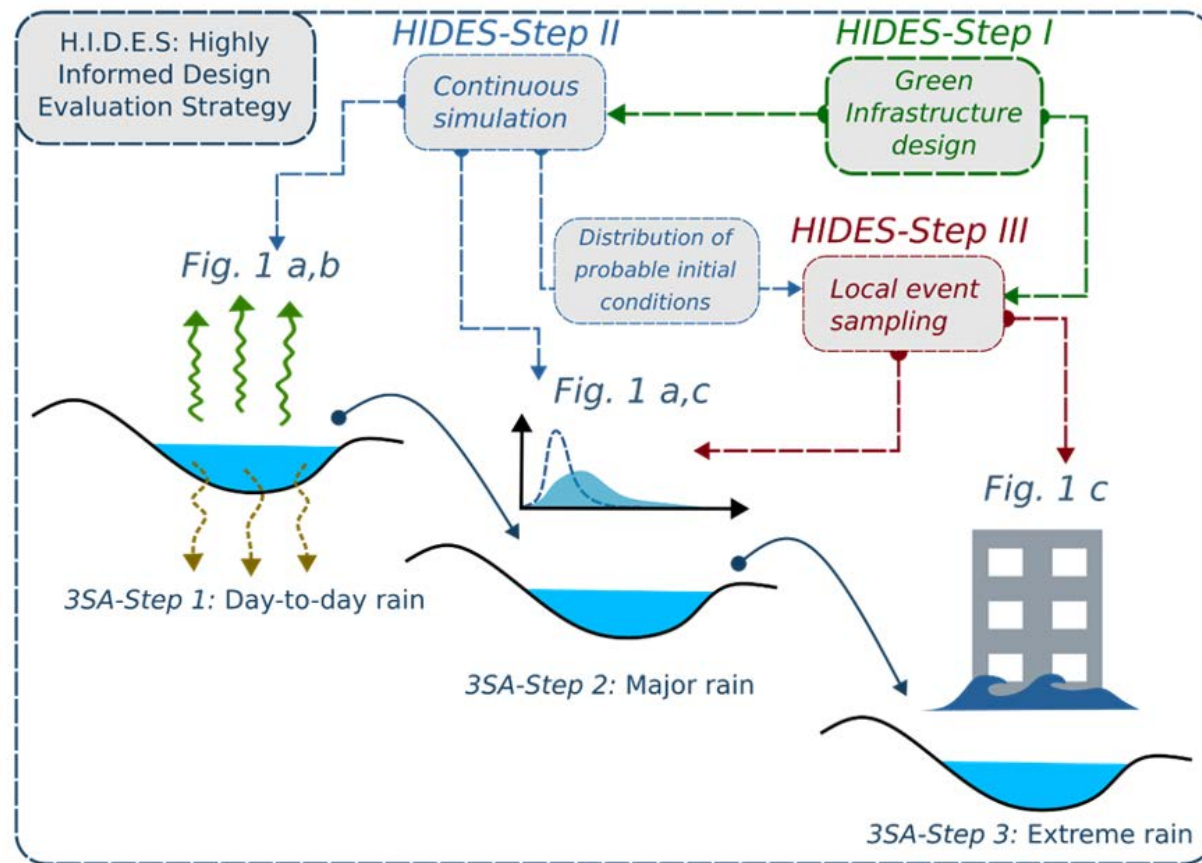 H.I.D.E.S: Highly
Informed Design
Evaluation Strategy
HIDES-Step II
Continuous
simulation
HIDES-Step I
Green
Infrastructure
design
Distribution of
probable initial
conditions
HIDES-Step III
Local event
sampling
Fig. 1 a,b
Fig. 1 a,c
Fig. 1 c
3SA-Step 1: Day-to-day rain
3SA-Step 2: Major rain
3SA-Step 3: Extreme rain